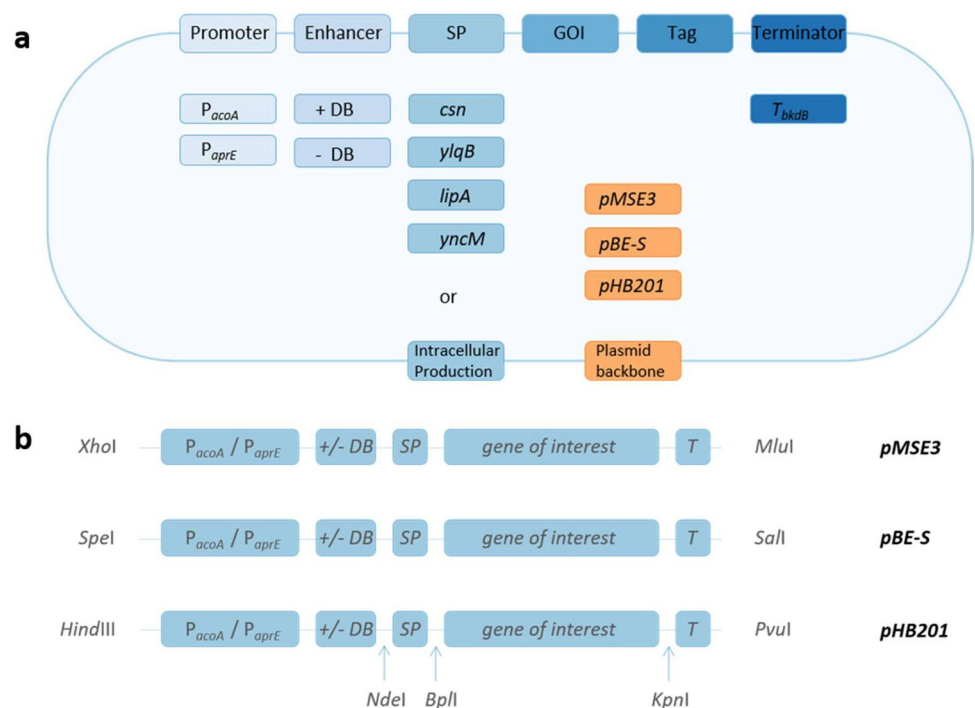 a
Promoter Enhancer SP GOI Tag Terminator
PacoA + DB csn TbkdB
PaprE - DB ylqB
lipA pMSE3
yncM pBE-S
or pHB201
Intracellular Production Plasmid backbone
b
XhoI PacoA / PaprE +/- DB SP gene of interest T MluI pMSE3
SpeI PacoA / PaprE +/- DB SP gene of interest T SalI pBE-S
HindIII PacoA / PaprE +/- DB SP gene of interest T PvuI pHB201
NdeI BplI KpnI